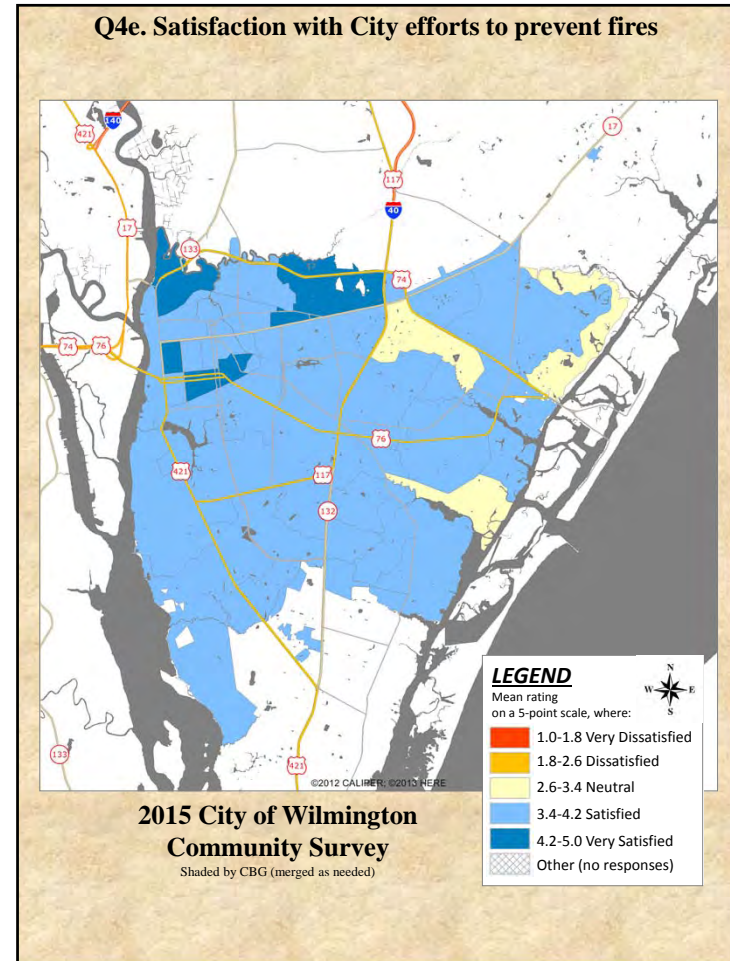 Q4e. Satisfaction with City efforts to prevent fires
140
421
17
117
40
17
133
74
74
76
76
421
117
132
133
421
©2012 CALIPER; ©2013 HERE
LEGEND
Mean rating
on a 5-point scale, where:
N
W E
S
1.0-1.8 Very Dissatisfied
1.8-2.6 Dissatisfied
2.6-3.4 Neutral
3.4-4.2 Satisfied
4.2-5.0 Very Satisfied
Other (no responses)
2015 City of Wilmington
Community Survey
Shaded by CBG (merged as needed)